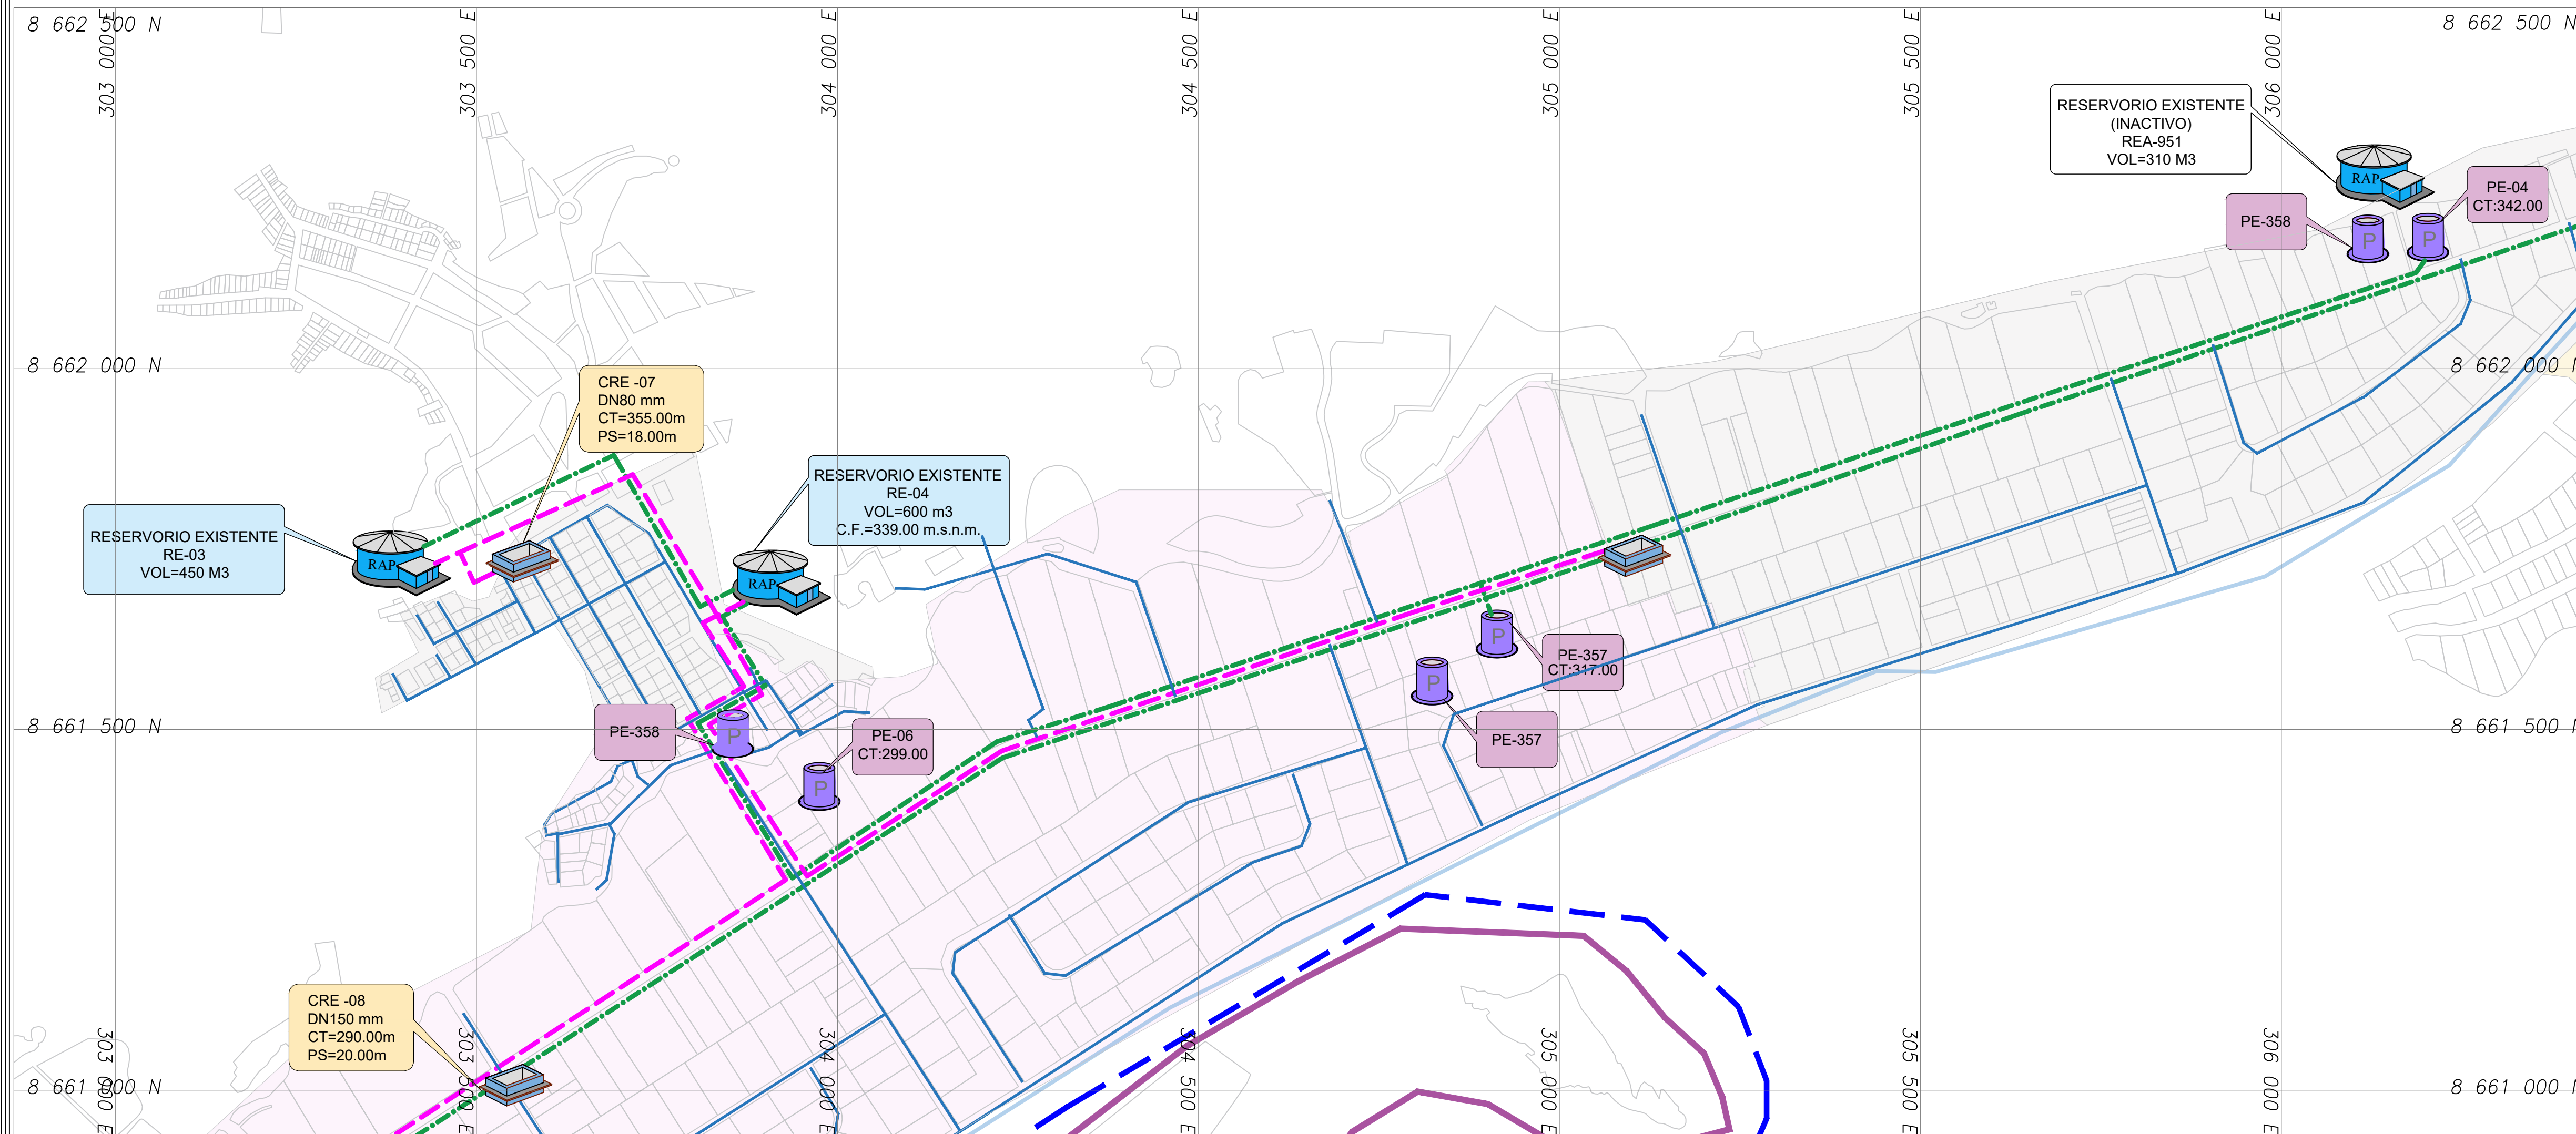 8 662 500 N
303 000 E
303 500 E
304 000 E
304 500 E
305 000 E
305 500 E
306 000 E
8 662 500 N
RESERVORIO EXISTENTE
(INACTIVO)
REA-951
VOL=310 M3
RAP
PE-358
P
P
PE-04
CT:342.00
8 662 000 N
8 662 000 N
CRE -07
DN80 mm
CT=355.00m
PS=18.00m
RESERVORIO EXISTENTE
RE-04
VOL=600 m3
C.F.=339.00 m.s.n.m.
RESERVORIO EXISTENTE
RE-03
VOL=450 M3
RAP
RAP
P
PE-357
CT:317.00
P
PE-357
8 661 500 N
PE-358
P
PE-06
CT:299.00
P
8 661 500 N
CRE -08
DN150 mm
CT=290.00m
PS=20.00m
8 661 000 N
303 000 E
303 500 E
304 000 E
304 500 E
305 000 E
305 500 E
306 000 E
8 661 000 N